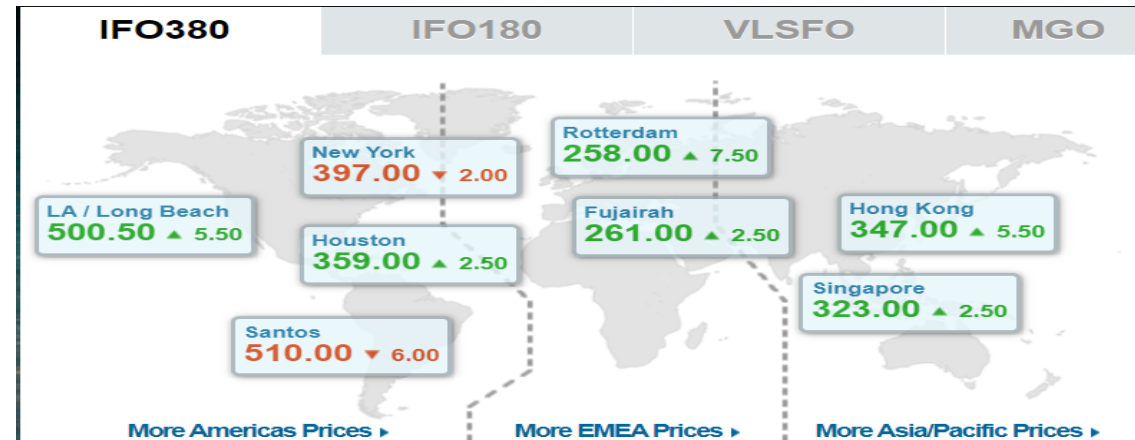 IFO380 IFO180 VLSFO MGO
New York
397.00 ▼ 2.00
LA / Long Beach
500.50 ▲ 5.50
Houston
359.00 ▲ 2.50
Santos
510.00 ▼ 6.00
Rotterdam
258.00 ▲ 7.50
Fujairah
261.00 ▲ 2.50
Hong Kong
347.00 ▲ 5.50
Singapore
323.00 ▲ 2.50
More Americas Prices ▸
More EMEA Prices ▸
More Asia/Pacific Prices ▸